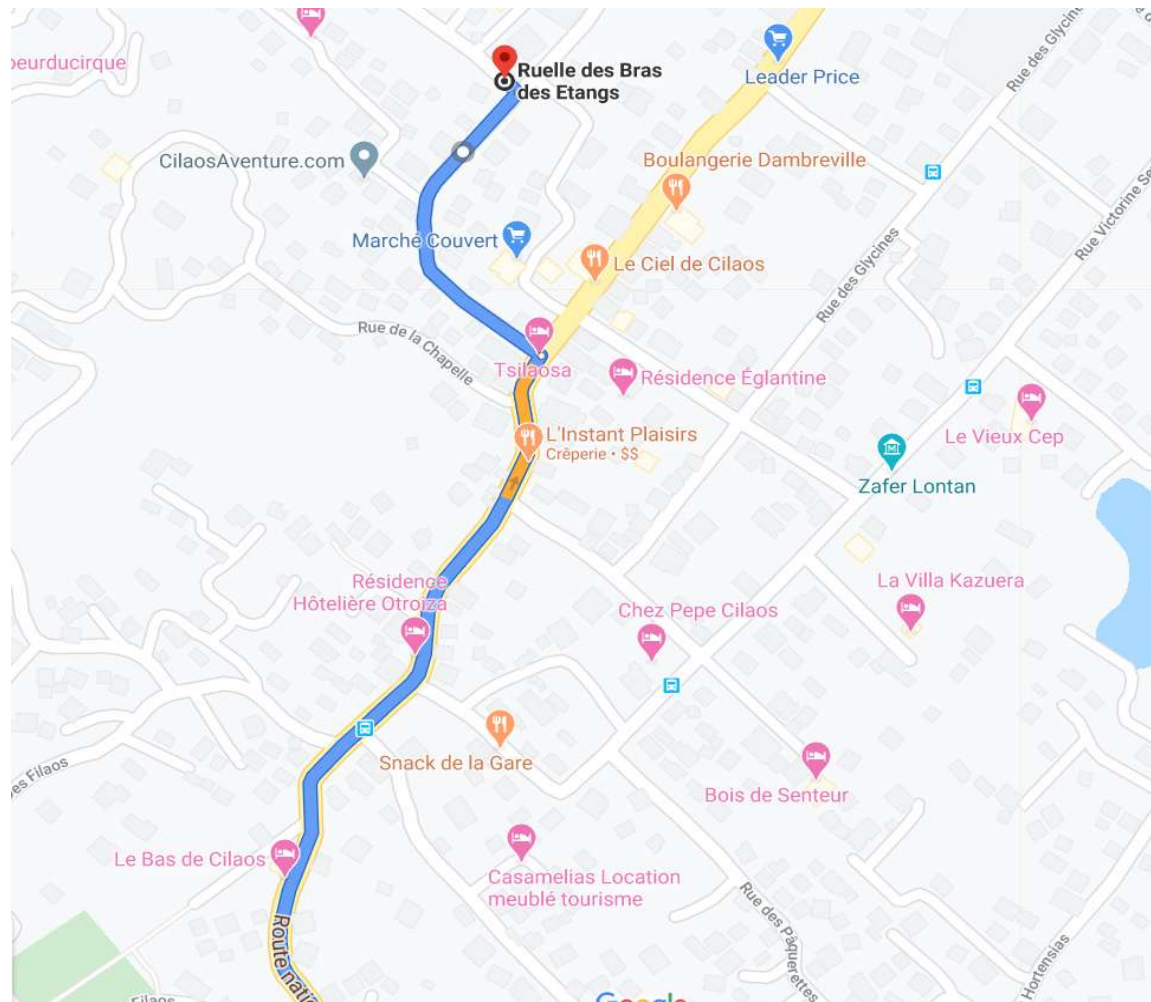 oeurducirque
Ruelle des Bras
des Etangs
Leader Price
Rue des Glycines
CilaosAventure.com
Boulangerie Dambreville
Marché Couvert
Le Ciel de Cilaos
Rue des Glycines
Rue Victorine Se
Rue de la Chapelle
Tsilaosa
Résidence Églantine
L'Instant Plaisirs
Crêperie • $$
Le Vieux Cep
Zafer Lontan
Résidence
Hôtelière Otroiza
La Villa Kazuera
Chez Pepe Cilaos
Snack de la Gare
es Filaos
Bois de Senteur
Le Bas de Cilaos
Casamelias Location
meublé tourisme
Rue des Pâquerettes
Route natio
Hortensias
Filaos
Google